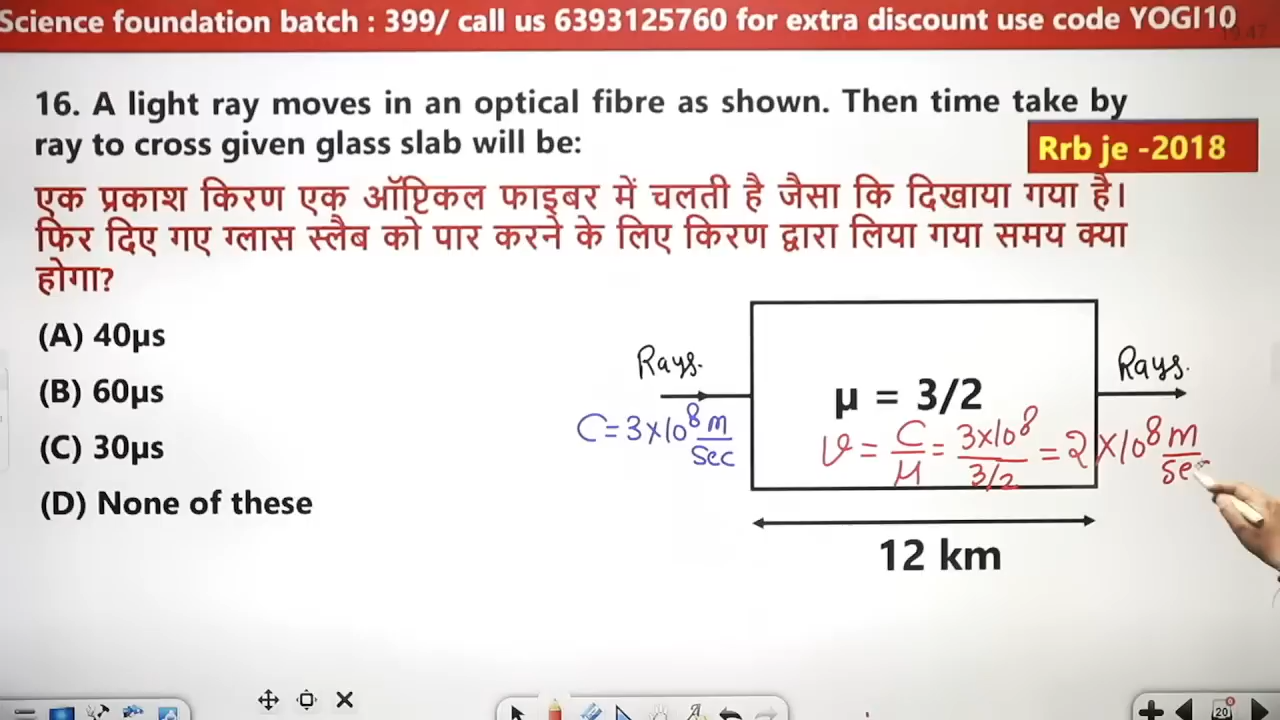 Science foundation batch : 399/ call us 6393125760 for extra discount use code YOGI10
19:47
16. A light ray moves in an optical fibre as shown. Then time take by
ray to cross given glass slab will be:
Rrb je -2018
एक प्रकाश किरण एक ऑप्टिकल फाइबर में चलती है जैसा कि दिखाया गया है।
फिर दिए गए ग्लास स्लैब को पार करने के लिए किरण द्वारा लिया गया समय क्या
होगा?
(A) 40µs
(B) 60µs
(C) 30µs
(D) None of these
Rays.
C=3×10⁸ m/sec
µ = 3/2
v = C/μ = 3×10⁸/3/2 = 2×10⁸ m/sec
Rays.
12 km
20